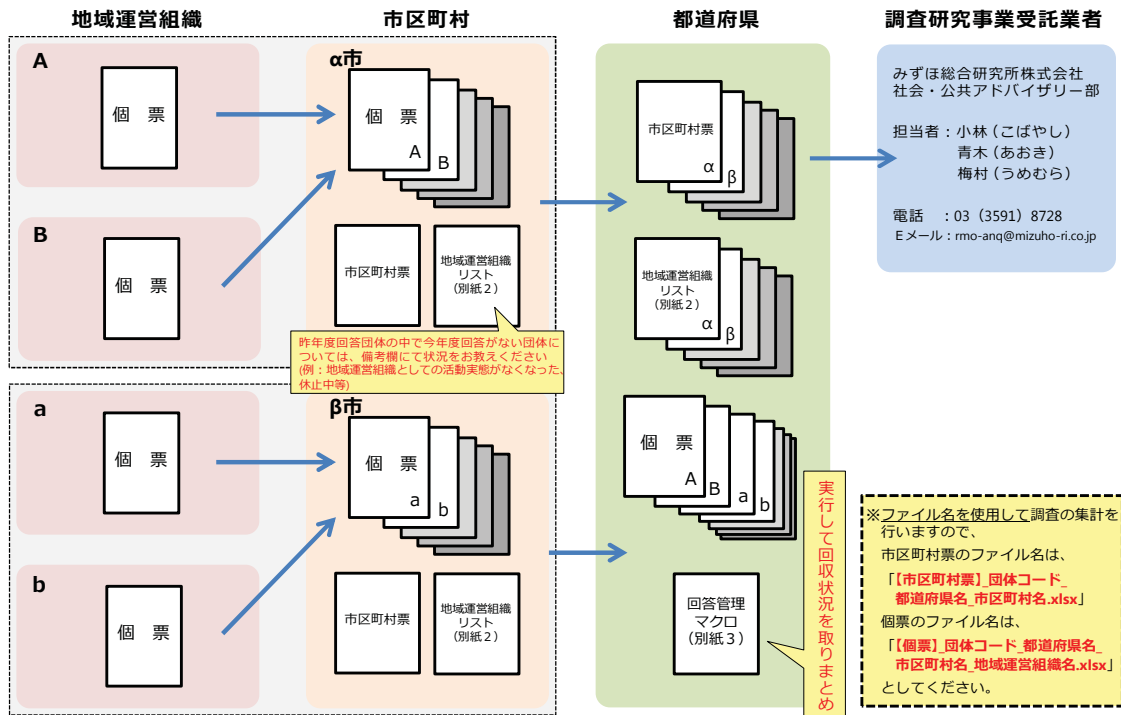 地域運営組織
市区町村
都道府県
調査研究事業受託業者
A
個　票
B
個　票
α市
個　票
A
B
市区町村票
地域運営組織
リスト
（別紙２）
昨年度回答団体の中で今年度回答がない団体に
ついては、備考欄にて状況をお教えください
(例：地域運営組織としての活動実態がなくなった、
休止中等)
a
個　票
b
個　票
β市
個　票
a
b
市区町村票
地域運営組織
リスト
（別紙２）
市区町村票
α
β
地域運営組織
リスト
（別紙２）
α
β
個　票
A
B
a
b
回答管理
マクロ
（別紙３）
実行して回収状況を取りまとめ
みずほ総合研究所株式会社
社会・公共アドバイザリー部
担当者：小林（こばやし）
青木（あおき）
梅村（うめむら）
電話　：03（3591）8728
Ｅメール：rmo-anq@mizuho-ri.co.jp
※ファイル名を使用して調査の集計を
行いますので、
市区町村票のファイル名は、
「【市区町村票】_団体コード_
都道府県名_市区町村名.xlsx」
個票のファイル名は、
「【個票】_団体コード_都道府県名_
市区町村名_地域運営組織名.xlsx」
としてください。